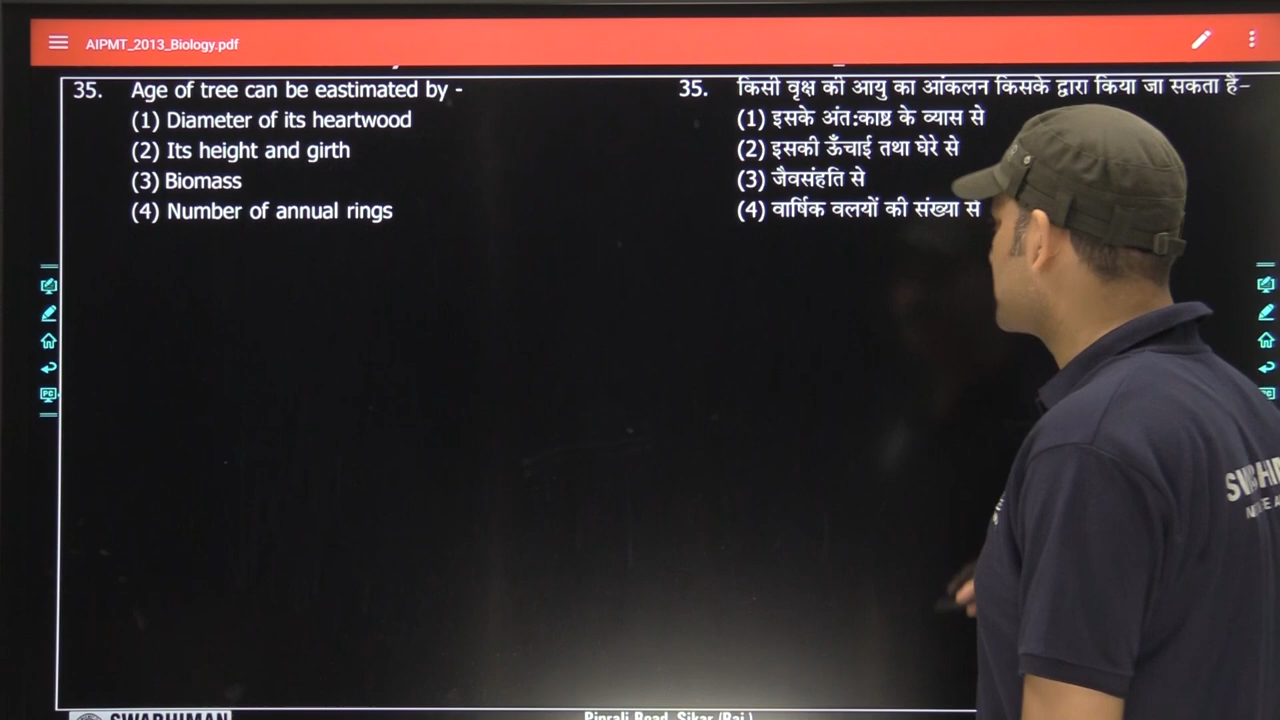 AIPMT_2013_Biology.pdf
35. Age of tree can be eastimated by -
(1) Diameter of its heartwood
(2) Its height and girth
(3) Biomass
(4) Number of annual rings
35. किसी वृक्ष की आयु का आंकलन किसके द्वारा किया जा सकता है-
(1) इसके अंत:काष्ठ के व्यास से
(2) इसकी ऊँचाई तथा घेरे से
(3) जैवसंहति से
(4) वार्षिक वलयों की संख्या से
PC
SWABHIMAN
Piprali Road, Sikar (Raj.)